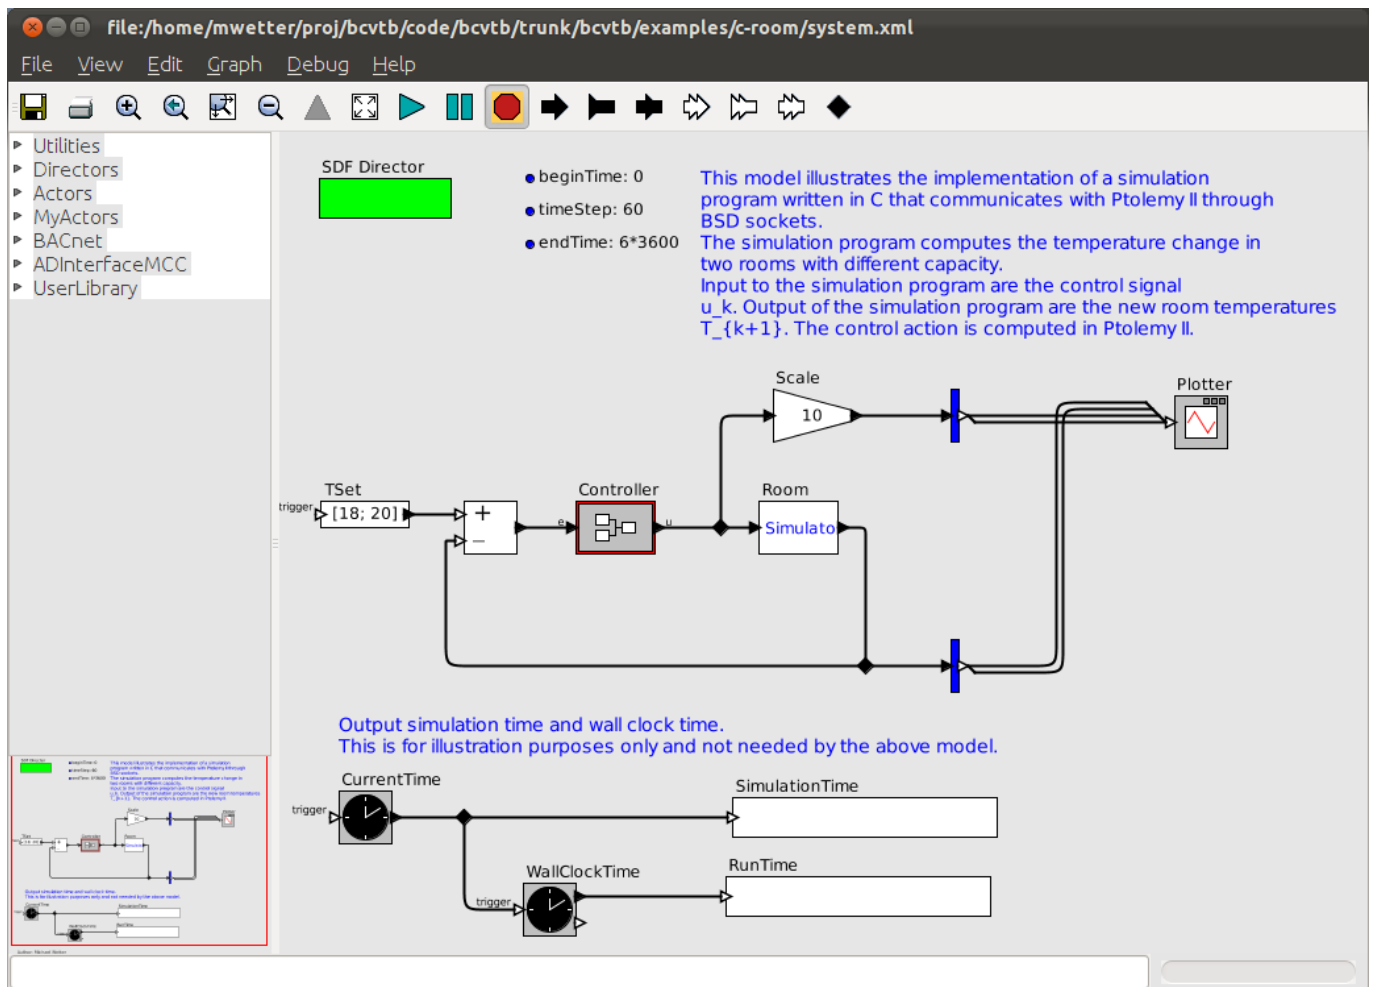 file:/home/mwetter/proj/bcvtb/code/bcvtb/trunk/bcvtb/examples/c-room/system.xml
File View Edit Graph Debug Help
Utilities
Directors
Actors
MyActors
BACnet
ADInterfaceMCC
UserLibrary
SDF Director
beginTime: 0
timeStep: 60
endTime: 6*3600
This model illustrates the implementation of a simulation
program written in C that communicates with Ptolemy II through
BSD sockets.
The simulation program computes the temperature change in
two rooms with different capacity.
Input to the simulation program are the control signal
u_k. Output of the simulation program are the new room temperatures
T_{k+1}. The control action is computed in Ptolemy II.
Scale
10
Plotter
TSet
trigger
[18; 20]
+
−
e
Controller
u
Room
Simulato
Output simulation time and wall clock time.
This is for illustration purposes only and not needed by the above model.
CurrentTime
trigger
SimulationTime
WallClockTime
trigger
RunTime